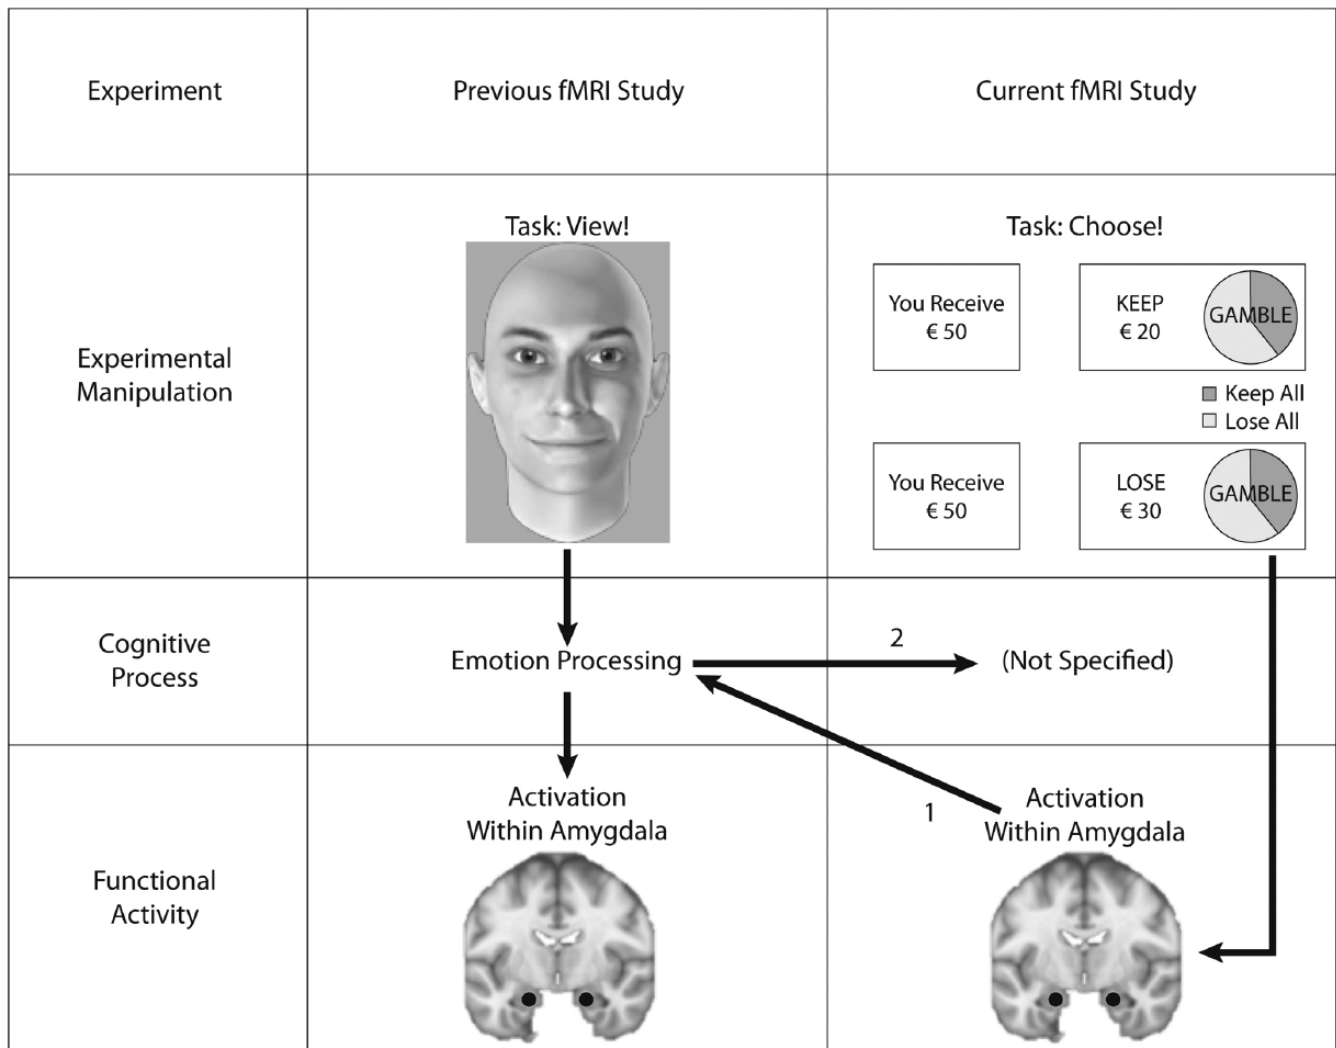 Experiment
Previous fMRI Study
Current fMRI Study
Experimental
Manipulation
Task: View!
Task: Choose!
You Receive
€ 50
KEEP
€ 20
GAMBLE
Keep All
Lose All
You Receive
€ 50
LOSE
€ 30
GAMBLE
Cognitive
Process
Emotion Processing
2
(Not Specified)
Functional
Activity
Activation
Within Amygdala
1
Activation
Within Amygdala